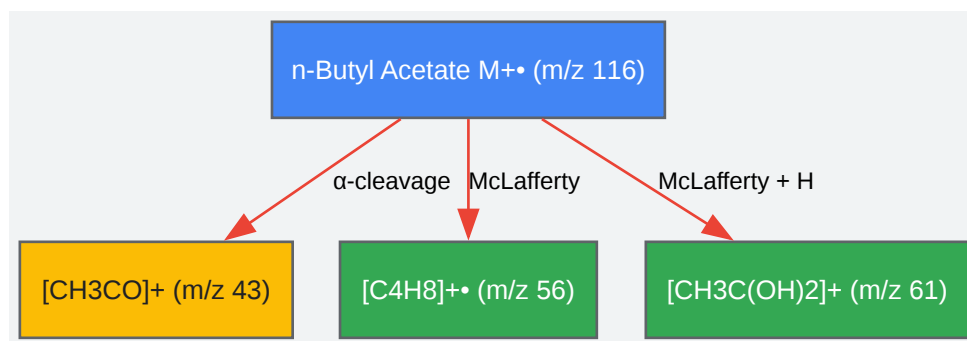 n-Butyl Acetate M+• (m/z 116)
α-cleavage
McLafferty
McLafferty + H
[CH3CO]+ (m/z 43)
[C4H8]+• (m/z 56)
[CH3C(OH)2]+ (m/z 61)